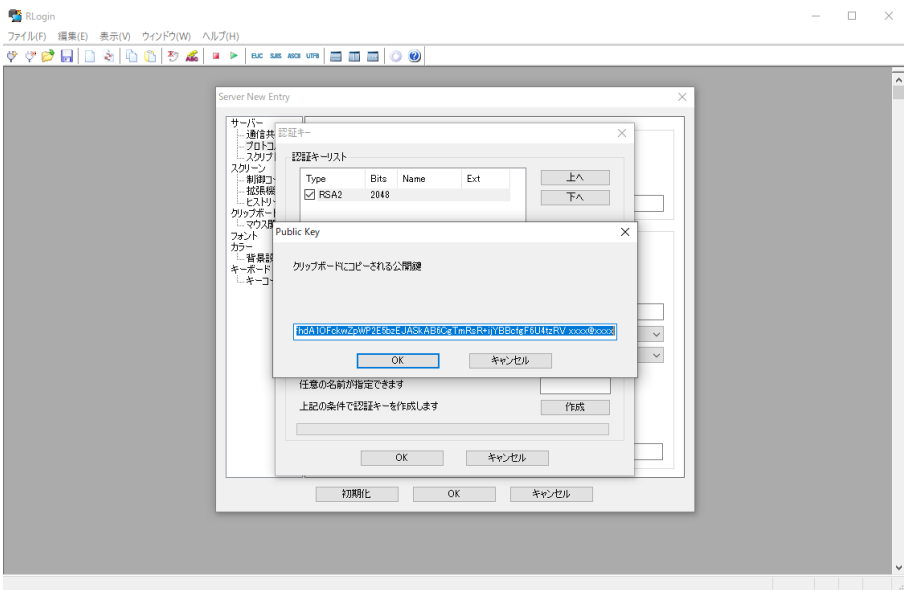 RLogin
ファイル(F) 編集(E) 表示(V) ウィンドウ(W) ヘルプ(H)
EUC SJIS ASCII UTF8
Server New Entry
サーバー
通信共
プロトコ
スクリプ
スクリーン
制御コー
拡張機
ヒストリー
クリップボード
マウス関
フォント
カラー
背景設
キーボード
キーコー
認証キー
認証キーリスト
Type Bits Name Ext
RSA2 2048
上へ
下へ
Public Key
クリップボードにコピーされる公開鍵
hdA1OFckwZpWP2E5bzEJASkAB6CgTmRsR+ijYBBcfgF6U4tzRV xxxx@xxxx
OK キャンセル
任意の名前が指定できます
上記の条件で認証キーを作成します
作成
OK キャンセル
初期化 OK キャンセル